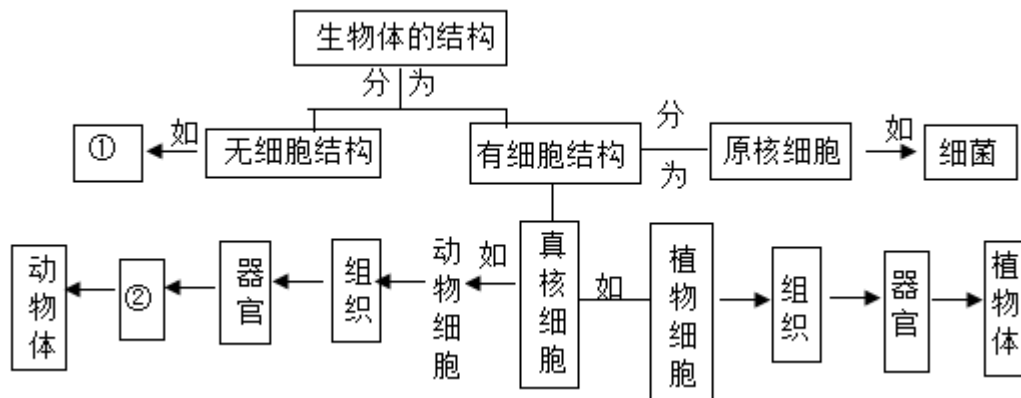 生物体的结构
分为
① 如 无细胞结构 有细胞结构 分为 原核细胞 如 细菌
动物体 ② 器官 组织 动物细胞 如 真核细胞 如 植物细胞 组织 器官 植物体